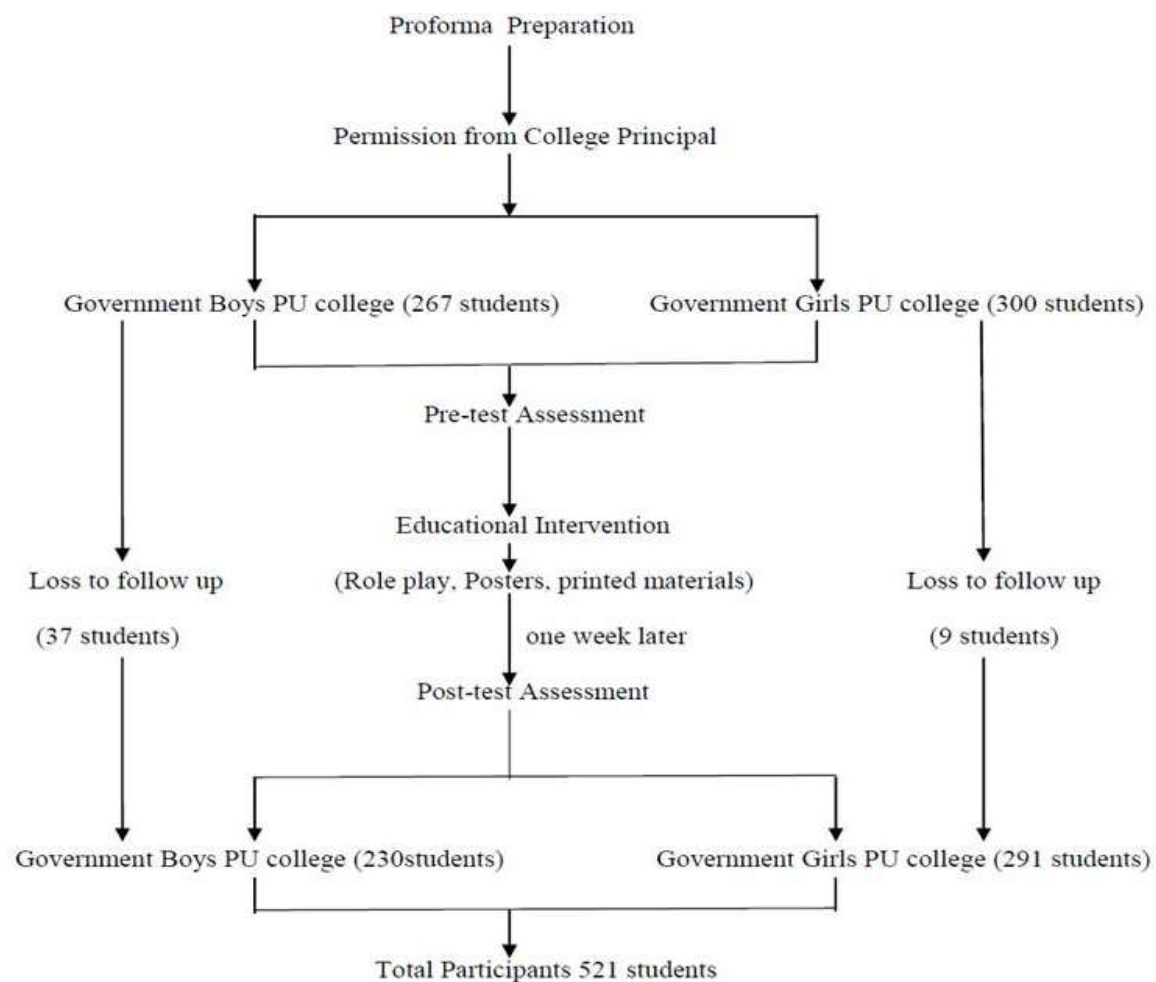 Proforma Preparation
Permission from College Principal
Government Boys PU college (267 students)
Government Girls PU college (300 students)
Pre-test Assessment
Educational Intervention
Loss to follow up
(Role play, Posters, printed materials)
Loss to follow up
(37 students)
one week later
(9 students)
Post-test Assessment
Government Boys PU college (230students)
Government Girls PU college (291 students)
Total Participants 521 students